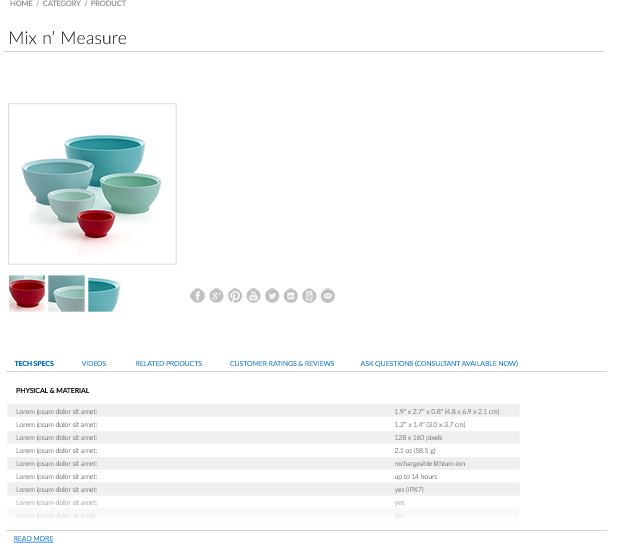 HOME / CATEGORY / PRODUCT
Mix n' Measure
TECH SPECS VIDEOS RELATED PRODUCTS CUSTOMER RATINGS & REVIEWS ASK QUESTIONS (CONSULTANT AVAILABLE NOW)
PHYSICAL & MATERIAL
Lorem ipsum dolor sit amet: 1.9" x 2.7" x 0.8" (4.8 x 6.9 x 2.1 cm)
Lorem ipsum dolor sit amet: 1.2" x 1.4" (3.0 x 3.7 cm)
Lorem ipsum dolor sit amet: 128 x 160 pixels
Lorem ipsum dolor sit amet: 2.1 oz (58.5 g)
Lorem ipsum dolor sit amet: rechargeable lithium-ion
Lorem ipsum dolor sit amet: up to 14 hours
Lorem ipsum dolor sit amet: yes (IPX7)
Lorem ipsum dolor sit amet: yes
Lorem ipsum dolor sit amet: yes
READ MORE